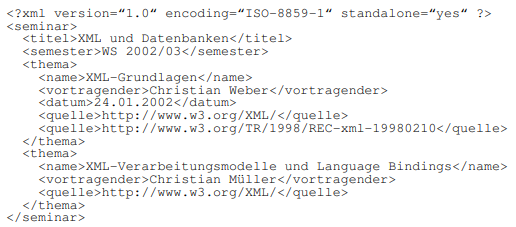 <?xml version=“1.0“ encoding=“ISO-8859-1“ standalone=“yes“ ?>
<seminar>
  <titel>XML und Datenbanken</titel>
  <semester>WS 2002/03</semester>
  <thema>
    <name>XML-Grundlagen</name>
    <vortragender>Christian Weber</vortragender>
    <datum>24.01.2002</datum>
    <quelle>http://www.w3.org/XML/</quelle>
    <quelle>http://www.w3.org/TR/1998/REC-xml-19980210</quelle>
  </thema>
  <thema>
    <name>XML-Verarbeitungsmodelle und Language Bindings</name>
    <vortragender>Christian Müller</vortragender>
    <quelle>http://www.w3.org/XML/</quelle>
  </thema>
</seminar>